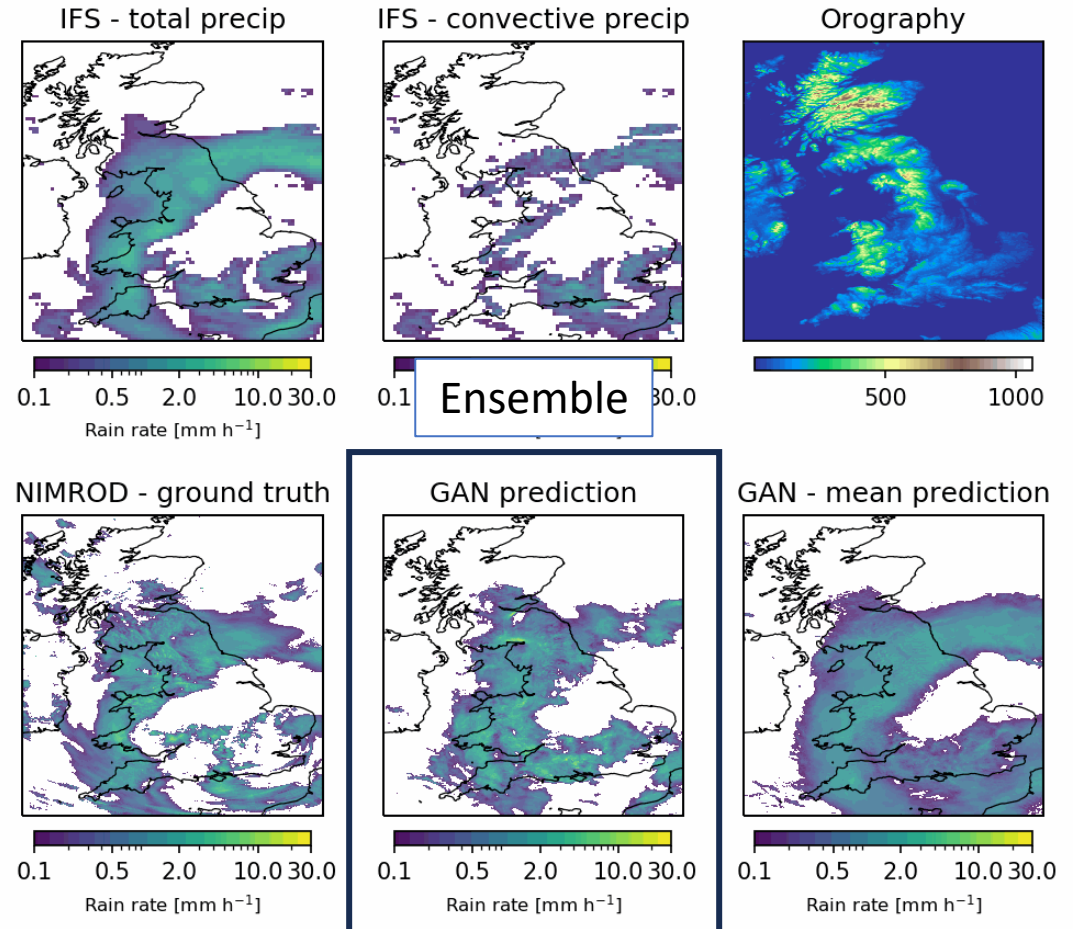 IFS - total precip
IFS - convective precip
Orography
0.1 0.5 2.0 10.0 30.0
Rain rate [mm h⁻¹]
0.1
Ensemble
30.0
500 1000
NIMROD - ground truth
GAN prediction
GAN - mean prediction
0.1 0.5 2.0 10.0 30.0
Rain rate [mm h⁻¹]
0.1 0.5 2.0 10.0 30.0
Rain rate [mm h⁻¹]
0.1 0.5 2.0 10.0 30.0
Rain rate [mm h⁻¹]